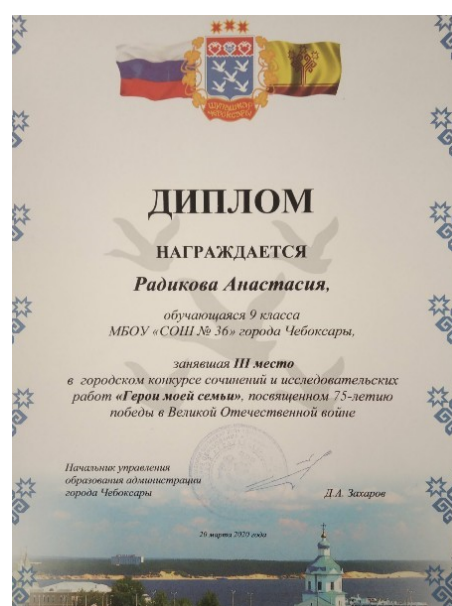 ДИПЛОМ
НАГРАЖДАЕТСЯ
Радикова Анастасия,
обучающаяся 9 класса
МБОУ «СОШ № 36» города Чебоксары,
занявшая III место
в городском конкурсе сочинений и исследовательских
работ «Герои моей семьи», посвященном 75-летию
победы в Великой Отечественной войне
Начальник управления
образования администрации
города Чебоксары
Д.А. Захаров
26 марта 2020 года